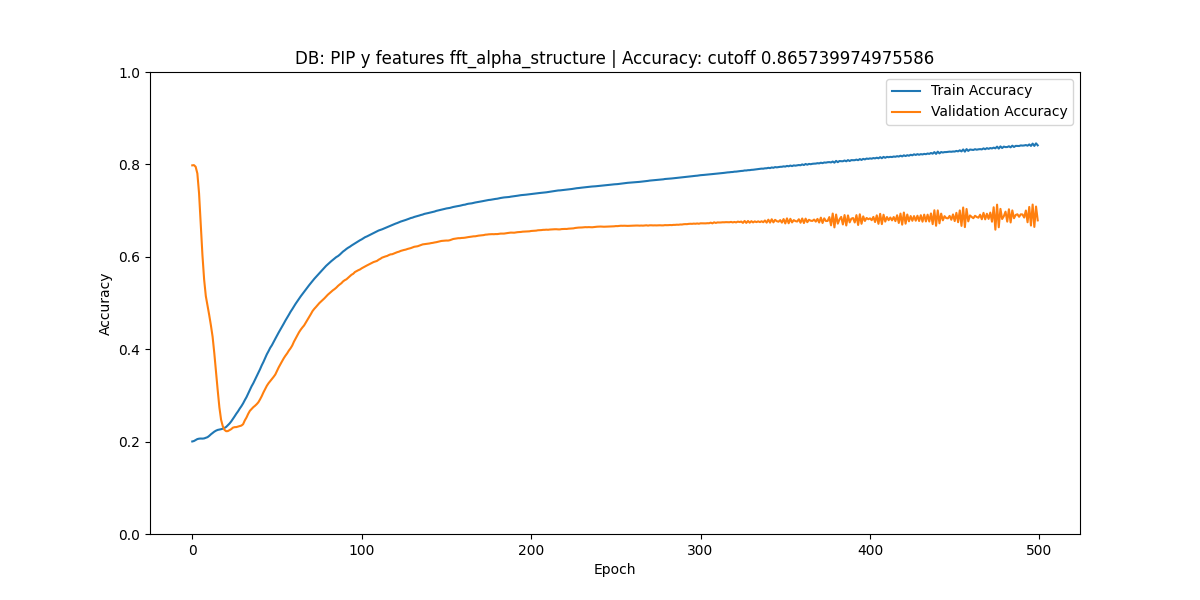 DB: PIP y features fft_alpha_structure | Accuracy: cutoff 0.865739974975586
Train Accuracy
Validation Accuracy
1.0
0.8
0.6
0.4
0.2
0.0
Accuracy
0 100 200 300 400 500
Epoch